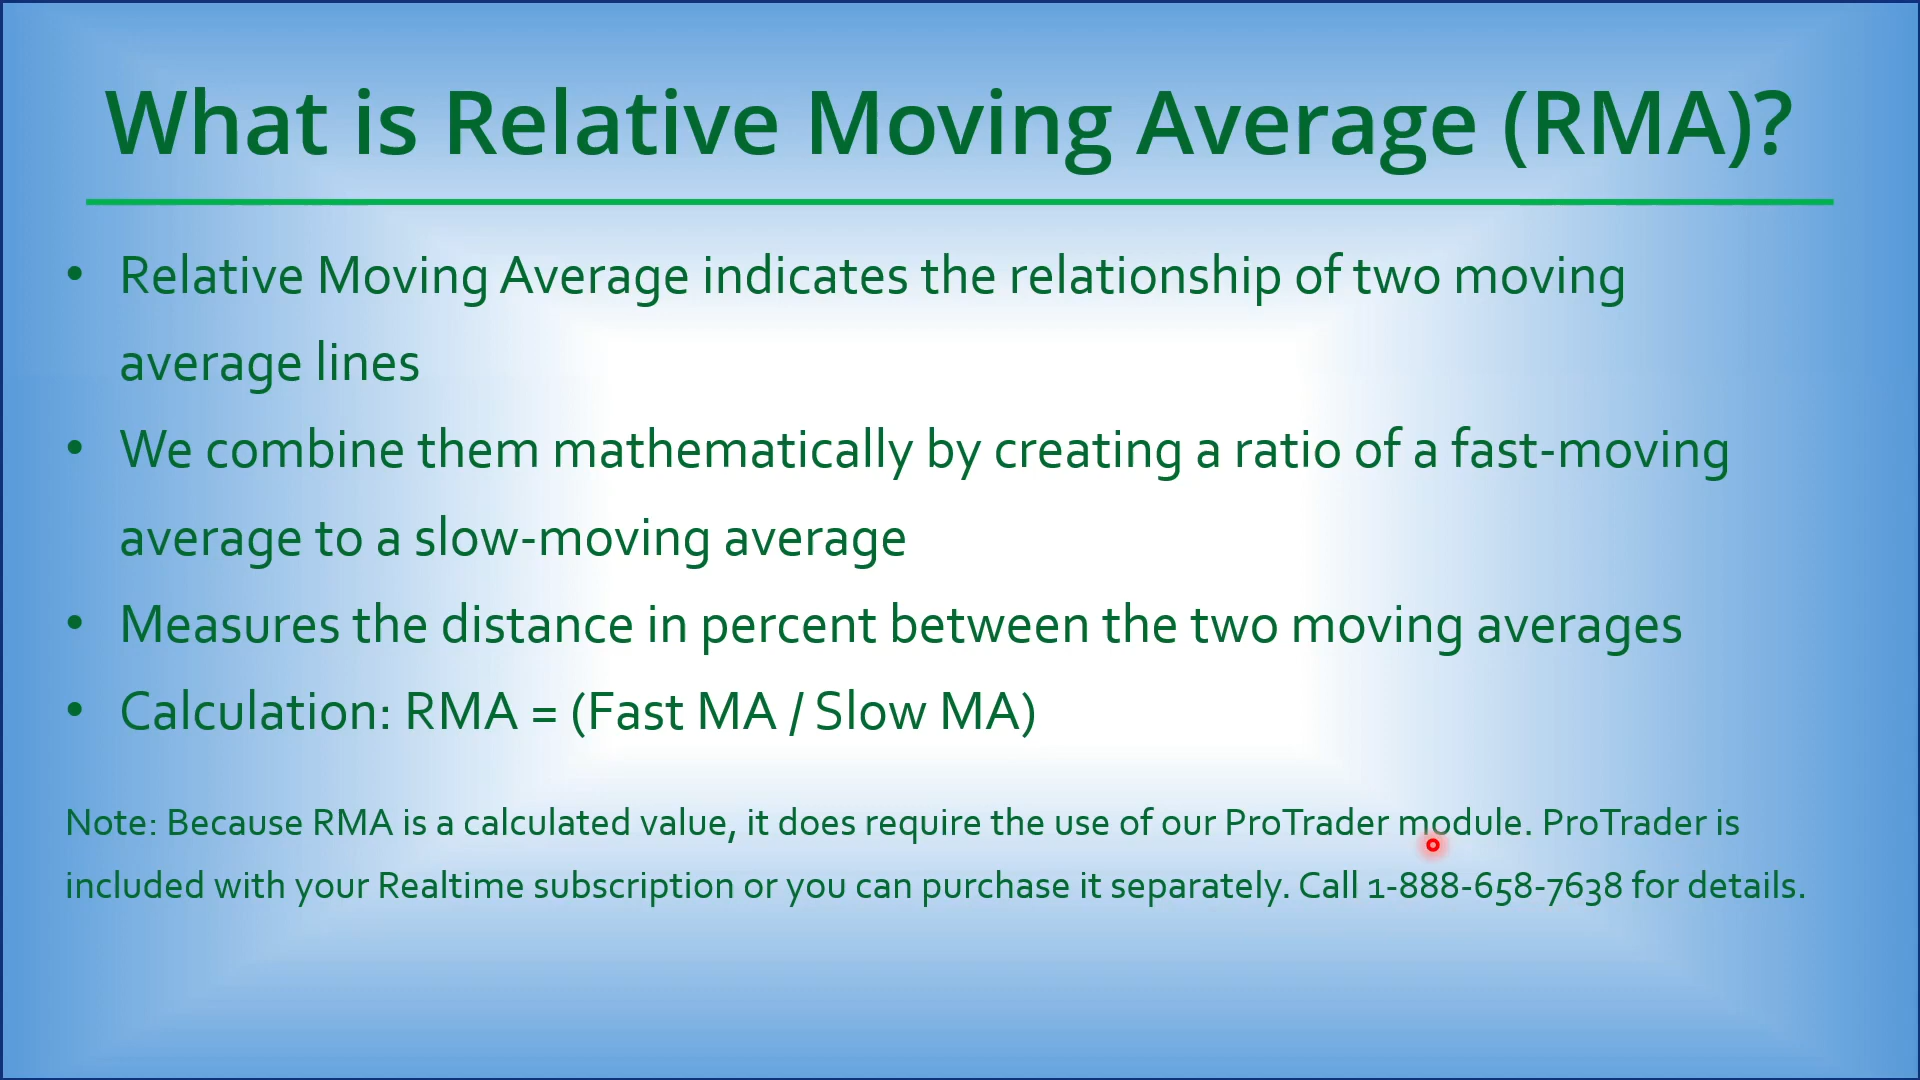 What is Relative Moving Average (RMA)?
• Relative Moving Average indicates the relationship of two moving
average lines
• We combine them mathematically by creating a ratio of a fast-moving
average to a slow-moving average
• Measures the distance in percent between the two moving averages
• Calculation: RMA = (Fast MA / Slow MA)
Note: Because RMA is a calculated value, it does require the use of our ProTrader module. ProTrader is
included with your Realtime subscription or you can purchase it separately. Call 1-888-658-7638 for details.